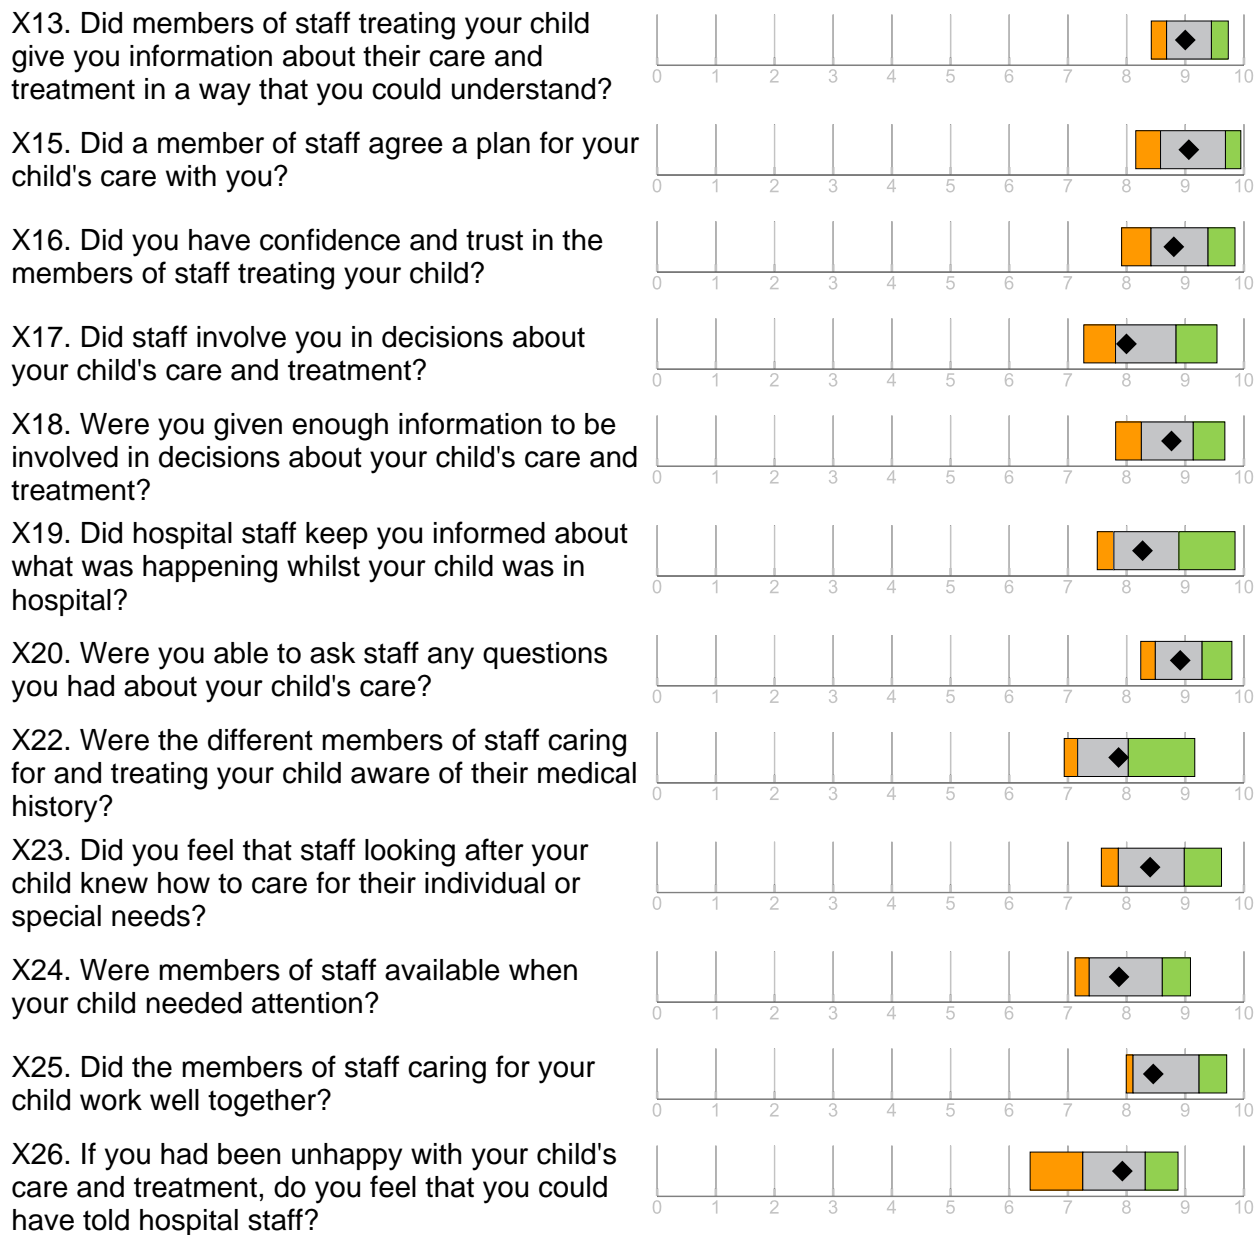 X13. Did members of staff treating your child
give you information about their care and
treatment in a way that you could understand?
0 1 2 3 4 5 6 7 8 9 10
X15. Did a member of staff agree a plan for your
child's care with you?
0 1 2 3 4 5 6 7 8 9 10
X16. Did you have confidence and trust in the
members of staff treating your child?
0 1 2 3 4 5 6 7 8 9 10
X17. Did staff involve you in decisions about
your child's care and treatment?
0 1 2 3 4 5 6 7 8 9 10
X18. Were you given enough information to be
involved in decisions about your child's care and
treatment?
0 1 2 3 4 5 6 7 8 9 10
X19. Did hospital staff keep you informed about
what was happening whilst your child was in
hospital?
0 1 2 3 4 5 6 7 8 9 10
X20. Were you able to ask staff any questions
you had about your child's care?
0 1 2 3 4 5 6 7 8 9 10
X22. Were the different members of staff caring
for and treating your child aware of their medical
history?
0 1 2 3 4 5 6 7 8 9 10
X23. Did you feel that staff looking after your
child knew how to care for their individual or
special needs?
0 1 2 3 4 5 6 7 8 9 10
X24. Were members of staff available when
your child needed attention?
0 1 2 3 4 5 6 7 8 9 10
X25. Did the members of staff caring for your
child work well together?
0 1 2 3 4 5 6 7 8 9 10
X26. If you had been unhappy with your child's
care and treatment, do you feel that you could
have told hospital staff?
0 1 2 3 4 5 6 7 8 9 10